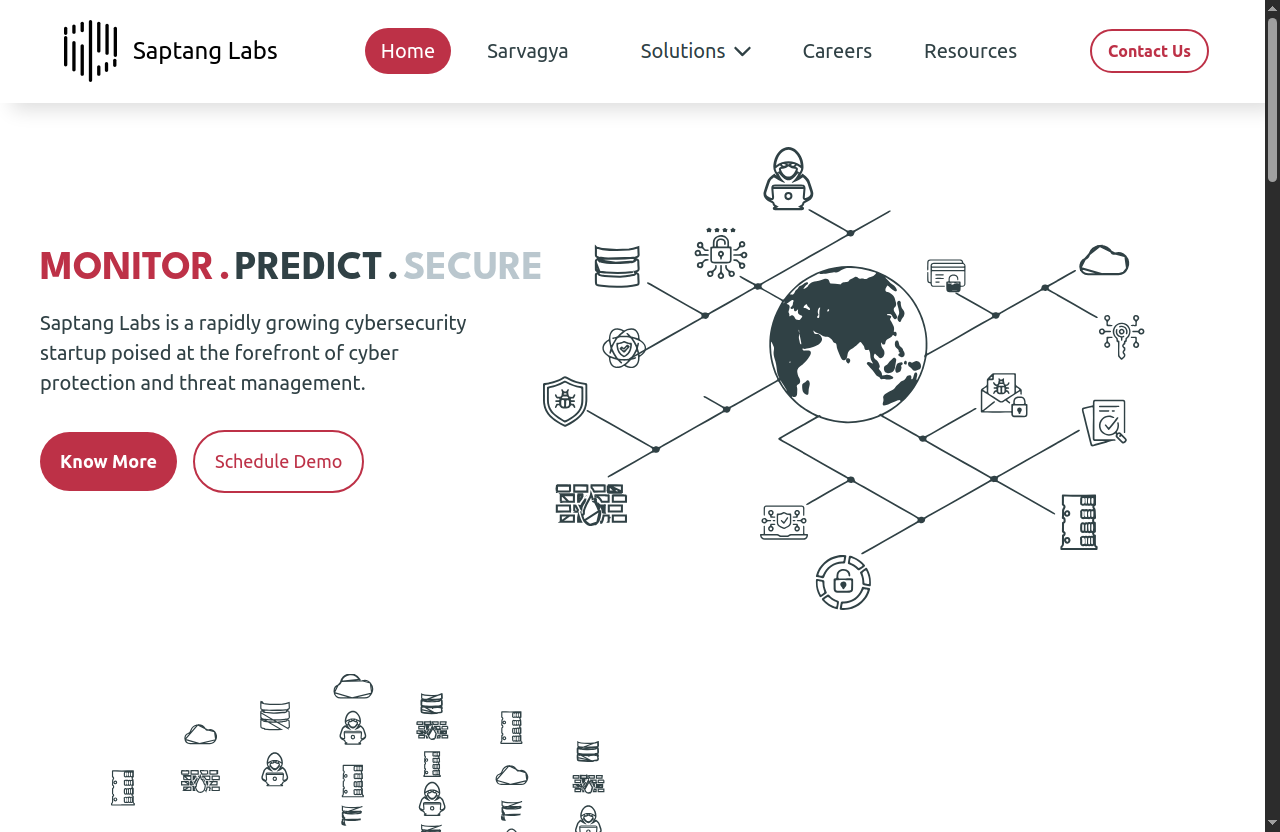 Saptang Labs
Home
Sarvagya
Solutions
Careers
Resources
Contact Us
MONITOR.PREDICT.SECURE
Saptang Labs is a rapidly growing cybersecurity
startup poised at the forefront of cyber
protection and threat management.
Know More
Schedule Demo